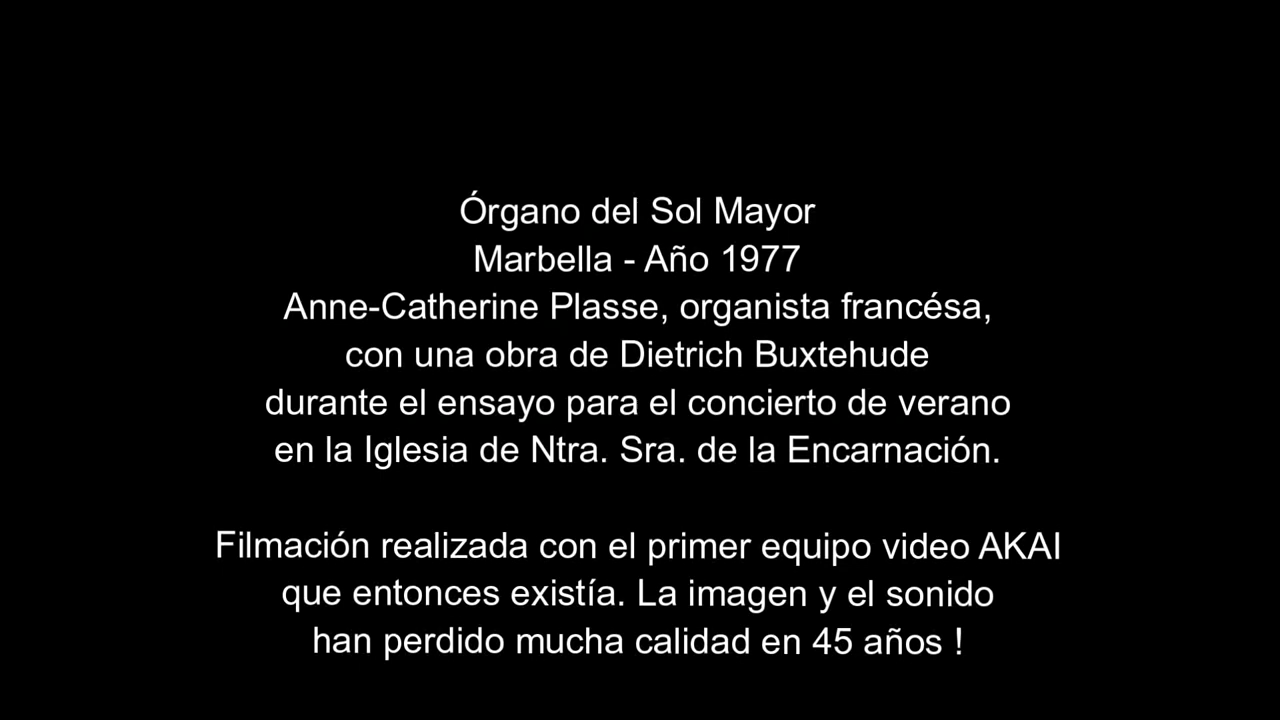 Órgano del Sol Mayor
Marbella - Año 1977
Anne-Catherine Plasse, organista francésa,
con una obra de Dietrich Buxtehude
durante el ensayo para el concierto de verano
en la Iglesia de Ntra. Sra. de la Encarnación.
Filmación realizada con el primer equipo video AKAI
que entonces existía. La imagen y el sonido
han perdido mucha calidad en 45 años !